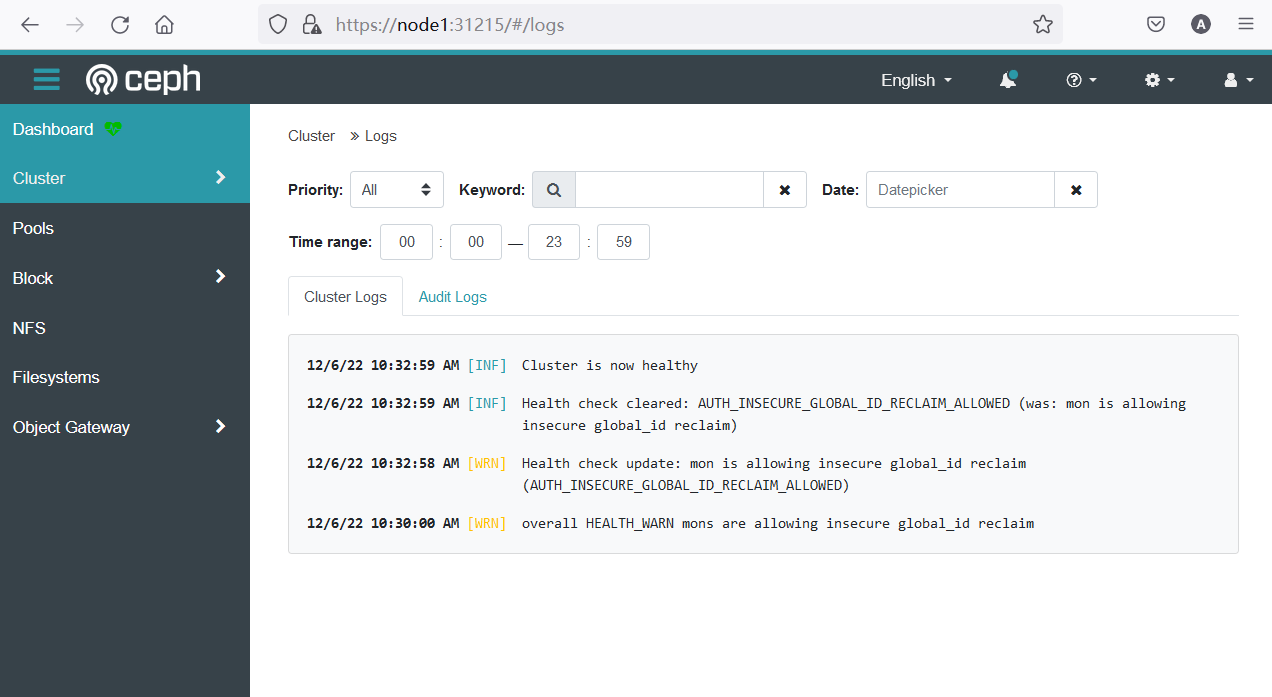 https://node1:31215/#/logs
A
ceph
English
Dashboard
Cluster
Pools
Block
NFS
Filesystems
Object Gateway
Cluster » Logs
Priority: All Keyword: Date: Datepicker
Time range: 00 : 00 — 23 : 59
Cluster Logs Audit Logs
12/6/22 10:32:59 AM [INF] Cluster is now healthy
12/6/22 10:32:59 AM [INF] Health check cleared: AUTH_INSECURE_GLOBAL_ID_RECLAIM_ALLOWED (was: mon is allowing
insecure global_id reclaim)
12/6/22 10:32:58 AM [WRN] Health check update: mon is allowing insecure global_id reclaim
(AUTH_INSECURE_GLOBAL_ID_RECLAIM_ALLOWED)
12/6/22 10:30:00 AM [WRN] overall HEALTH_WARN mons are allowing insecure global_id reclaim